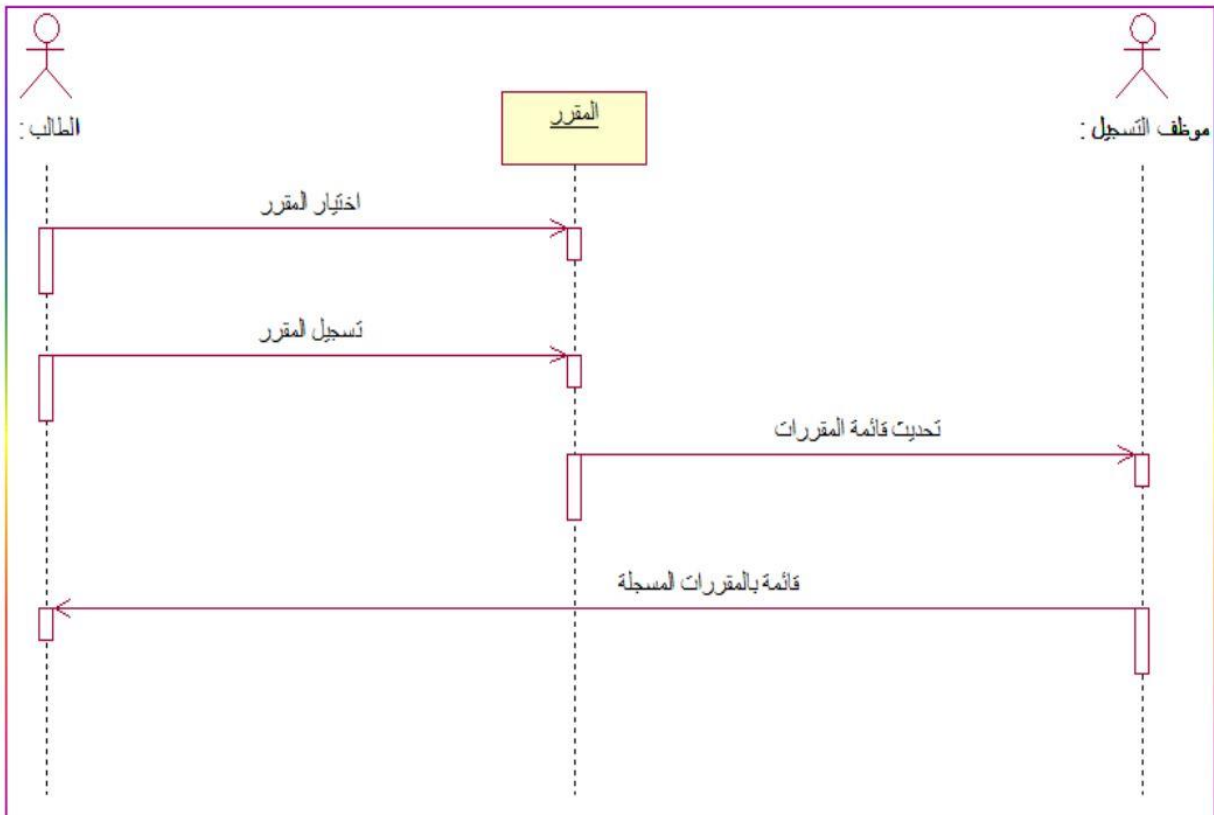 الطالب :
المقرر
موظف التسجيل :
اختيار المقرر
تسجيل المقرر
تحديث قائمة المقررات
قائمة بالمقررات المسجلة